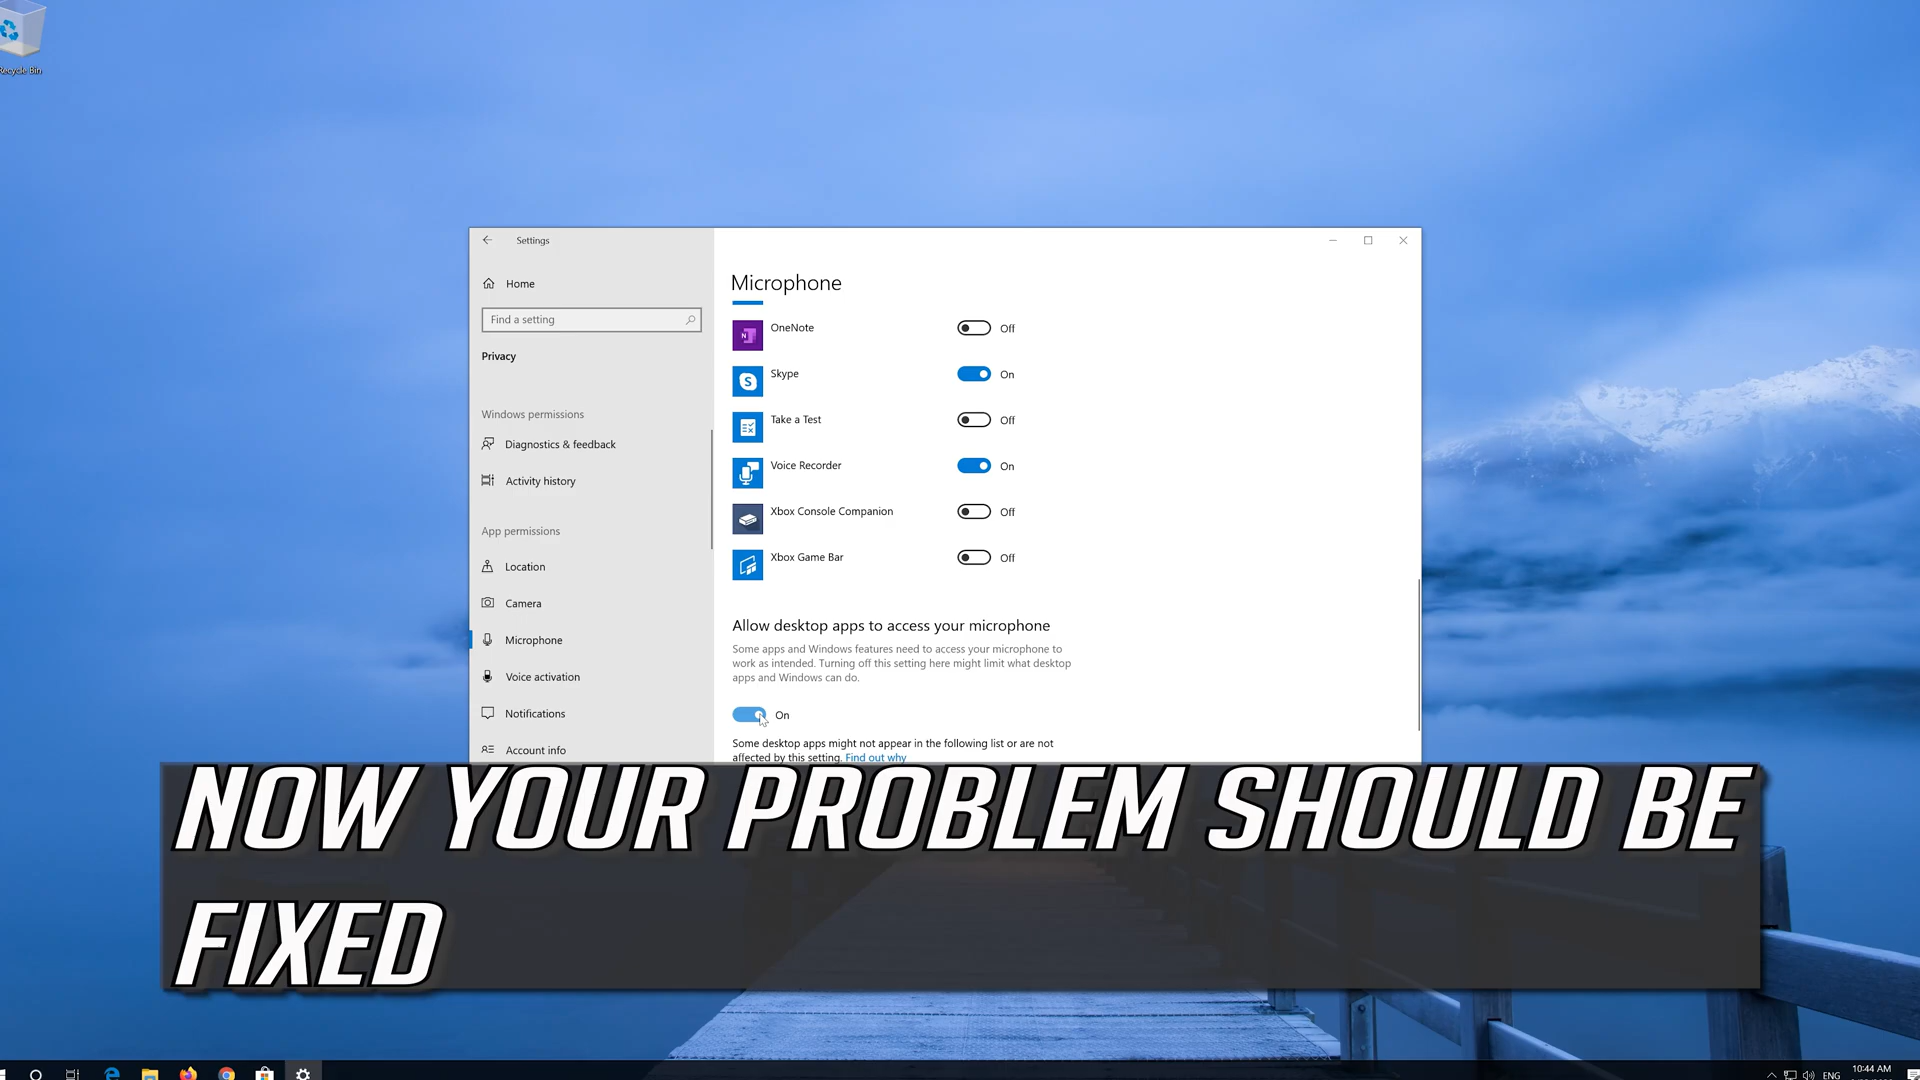 Recycle Bin
Settings
Home
Find a setting
Privacy
Windows permissions
Diagnostics & feedback
Activity history
App permissions
Location
Camera
Microphone
Voice activation
Notifications
Account info
Microphone
OneNote
Off
Skype
On
Take a Test
Off
Voice Recorder
On
Xbox Console Companion
Off
Xbox Game Bar
Off
Allow desktop apps to access your microphone
Some apps and Windows features need to access your microphone to
work as intended. Turning off this setting here might limit what desktop
apps and Windows can do.
On
Some desktop apps might not appear in the following list or are not
affected by this setting. Find out why
NOW YOUR PROBLEM SHOULD BE
FIXED
ENG
10:44 AM